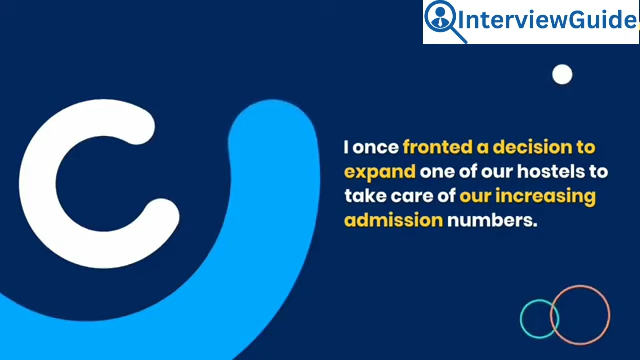 InterviewGuide
I once fronted a decision to
expand one of our hostels to
take care of our increasing
admission numbers.